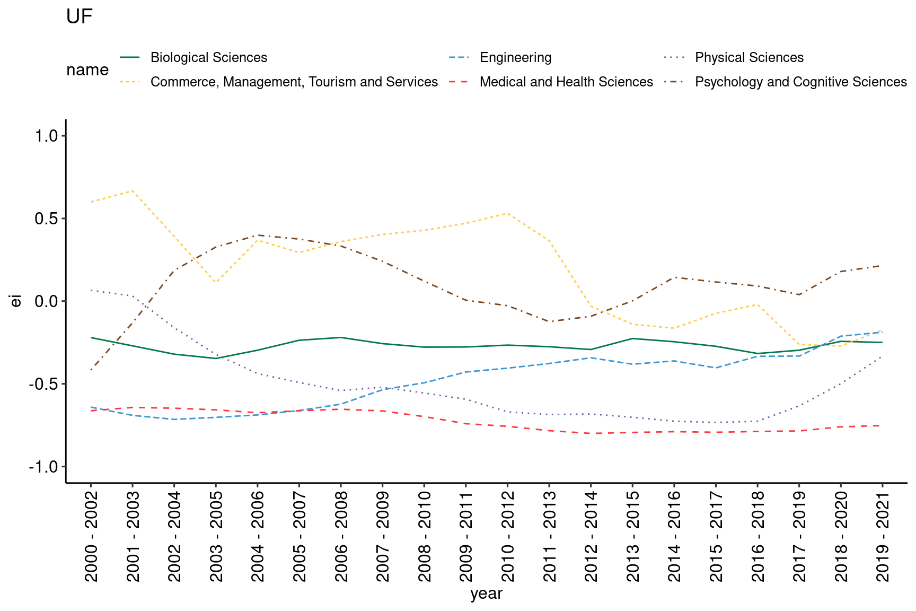 UF
name
Biological Sciences
Engineering
Physical Sciences
Commerce, Management, Tourism and Services
Medical and Health Sciences
Psychology and Cognitive Sciences
ei
1.0
0.5
0.0
-0.5
-1.0
2000 - 2002
2001 - 2003
2002 - 2004
2003 - 2005
2004 - 2006
2005 - 2007
2006 - 2008
2007 - 2009
2008 - 2010
2009 - 2011
2010 - 2012
2011 - 2013
2012 - 2014
2013 - 2015
2014 - 2016
2015 - 2017
2016 - 2018
2017 - 2019
2018 - 2020
2019 - 2021
year